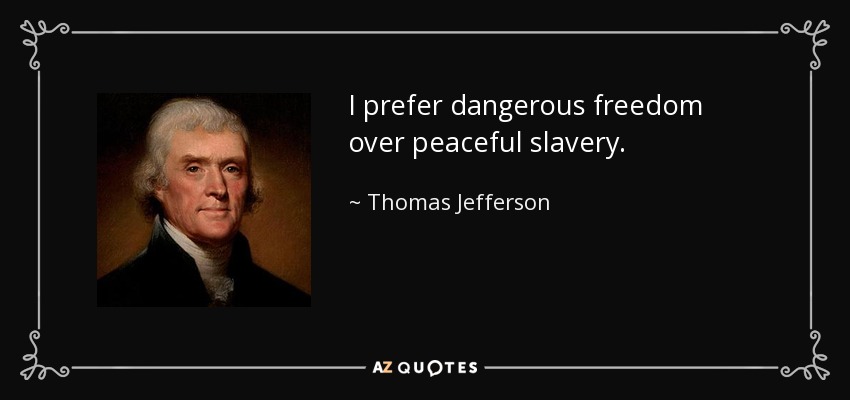 I prefer dangerous freedom
over peaceful slavery.
~ Thomas Jefferson
AZ QUOTES